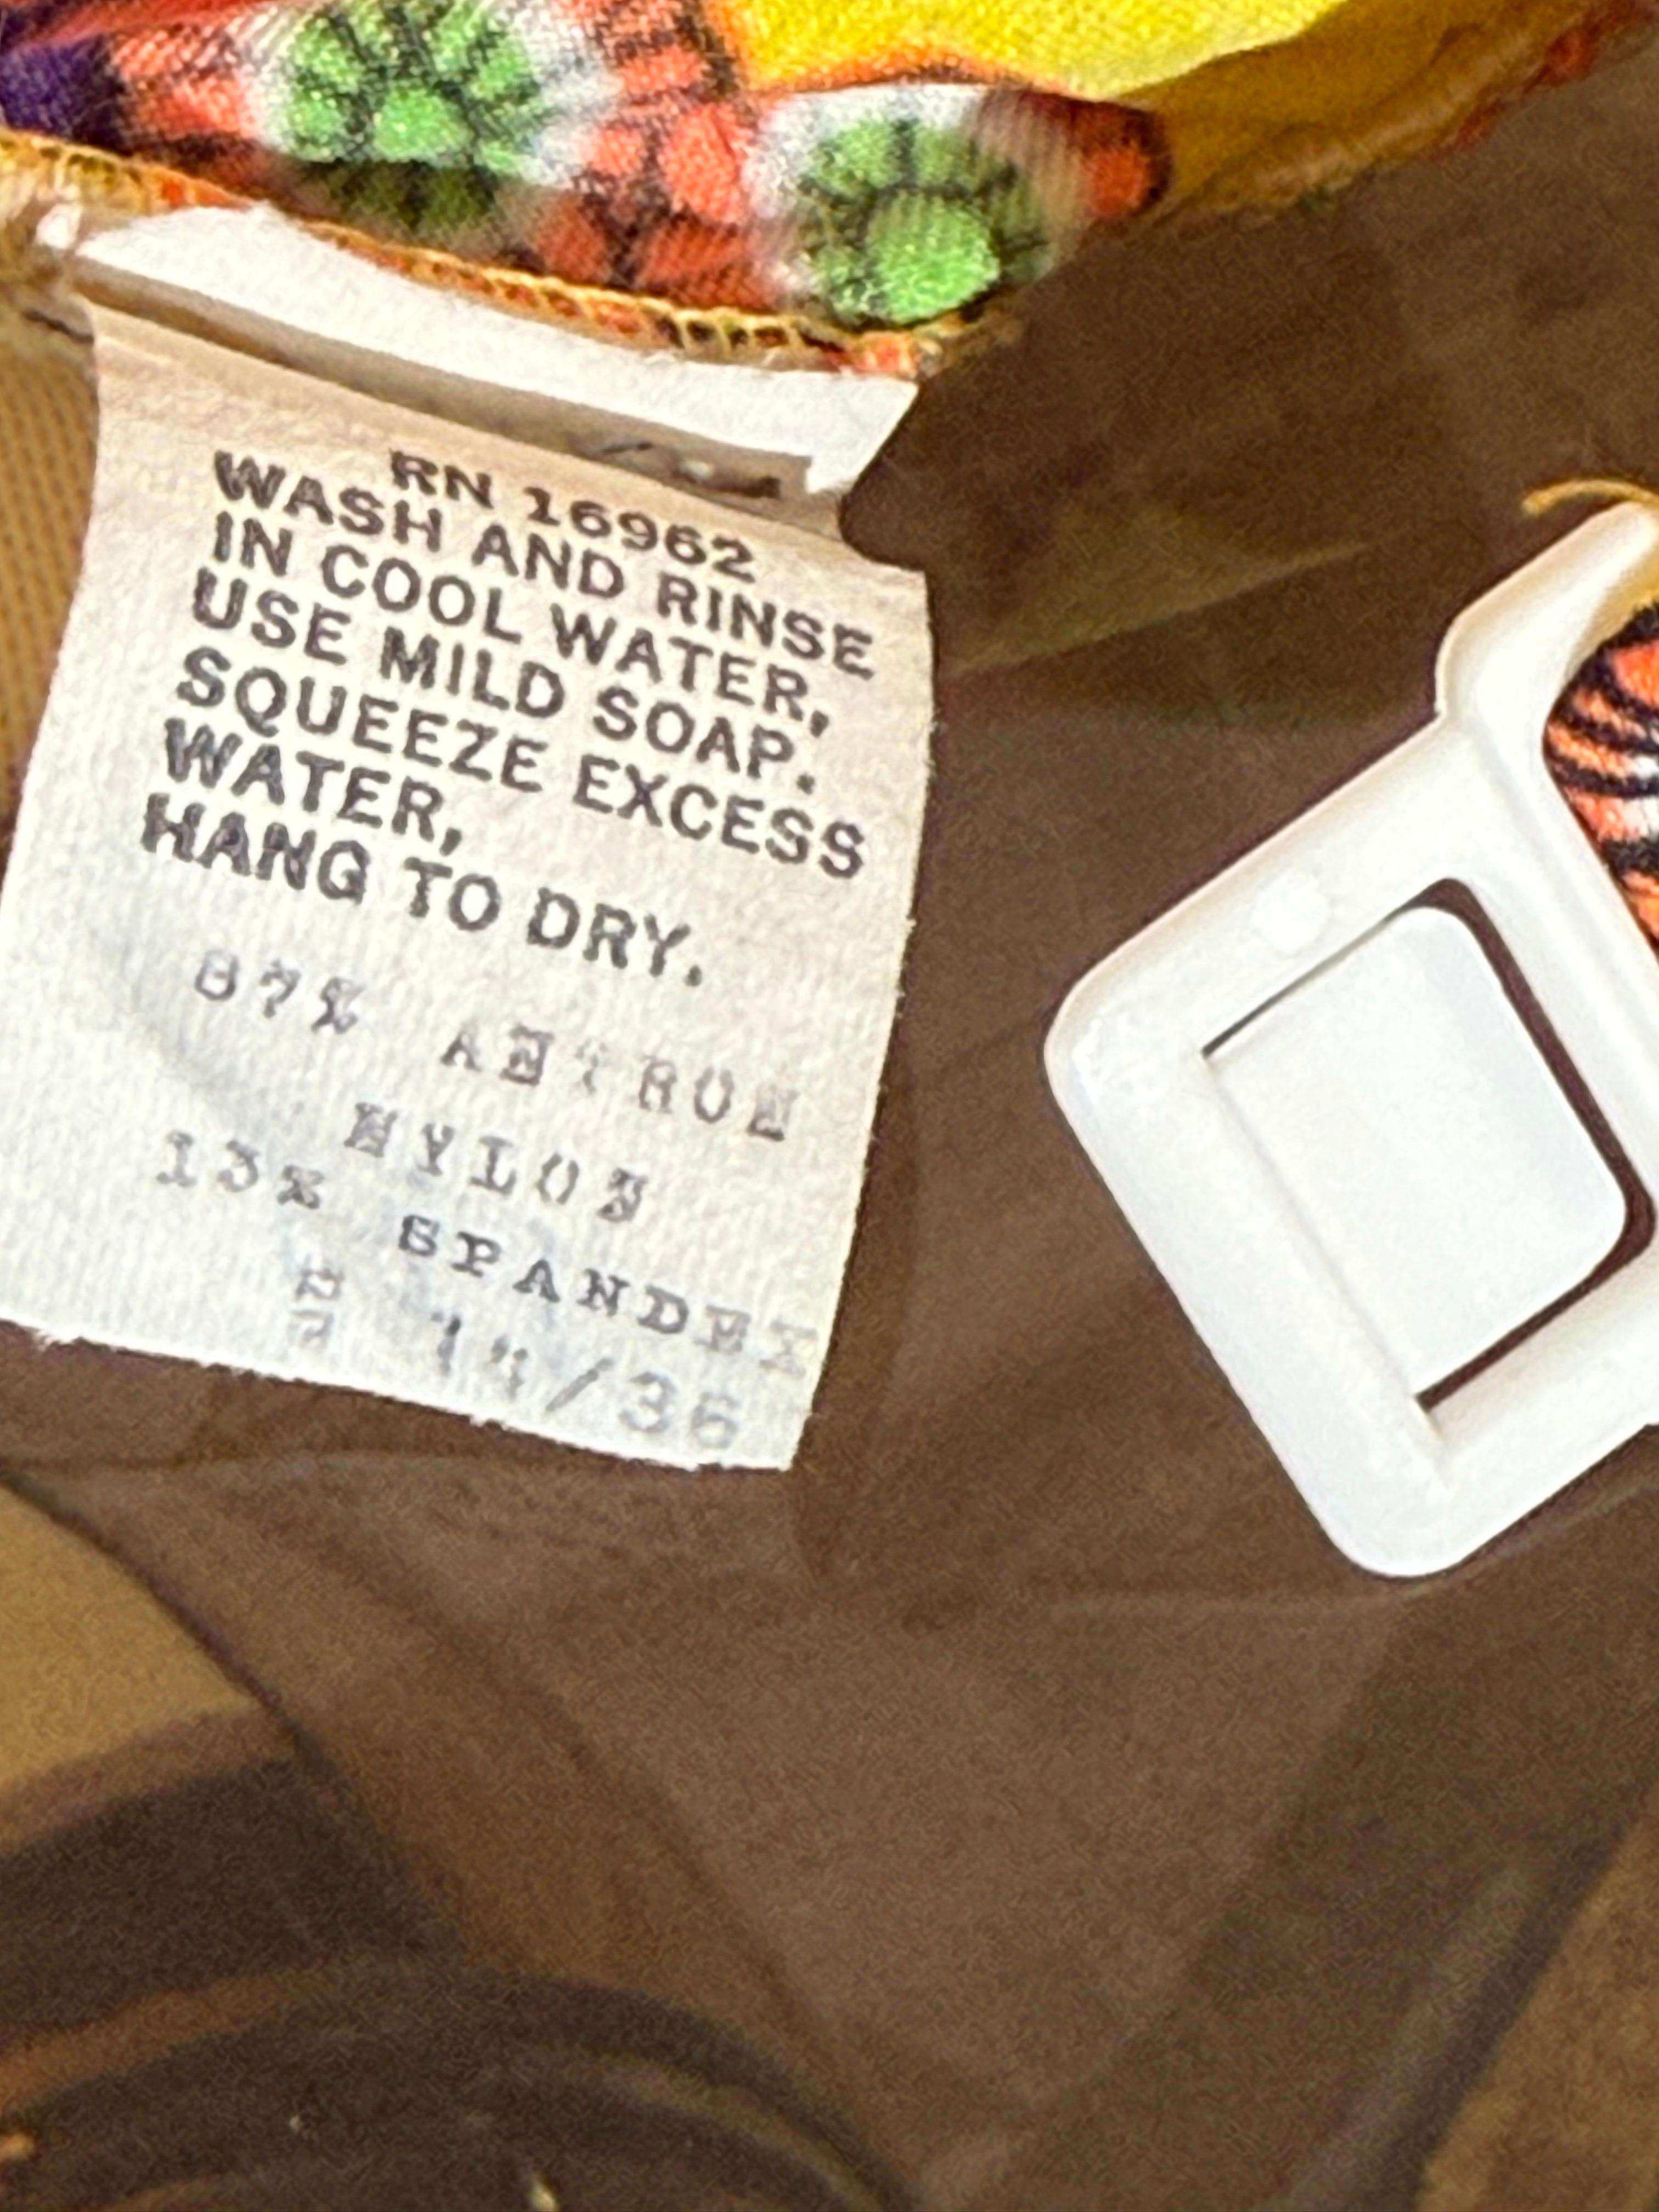 RN 16962
WASH AND RINSE
IN COOL WATER,
USE MILD SOAP.
SQUEEZE EXCESS
WATER,
HANG TO DRY.
87% ANTRON
NYLON
13% SPANDEX
/36